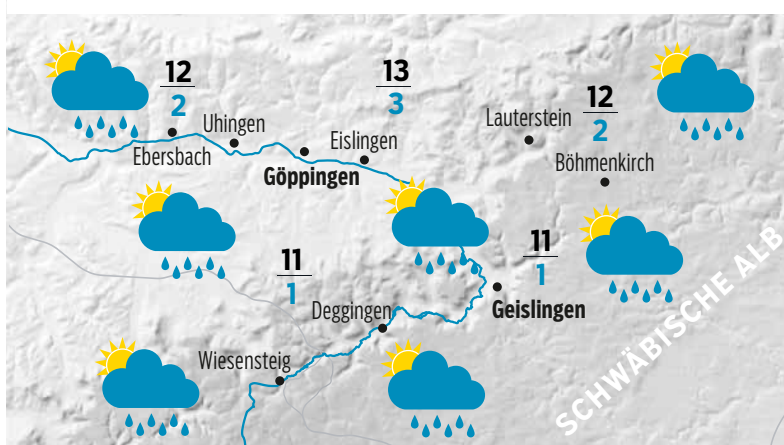 12
2
13
3
Uhingen
Ebersbach
Eislingen
Göppingen
Lauterstein
12
2
Böhmenkirch
11
1
11
1
Geislingen
Deggingen
Wiesensteig
SCHWÄBISCHE ALB